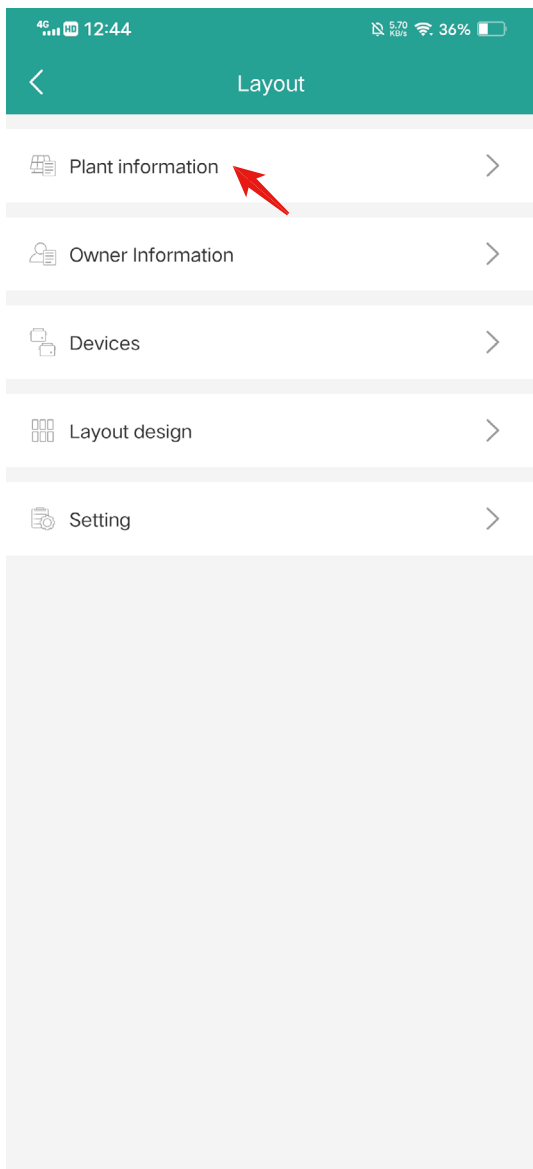 4G HD 12:44 5.70 KB/s 36%
Layout
Plant information
Owner Information
Devices
Layout design
Setting